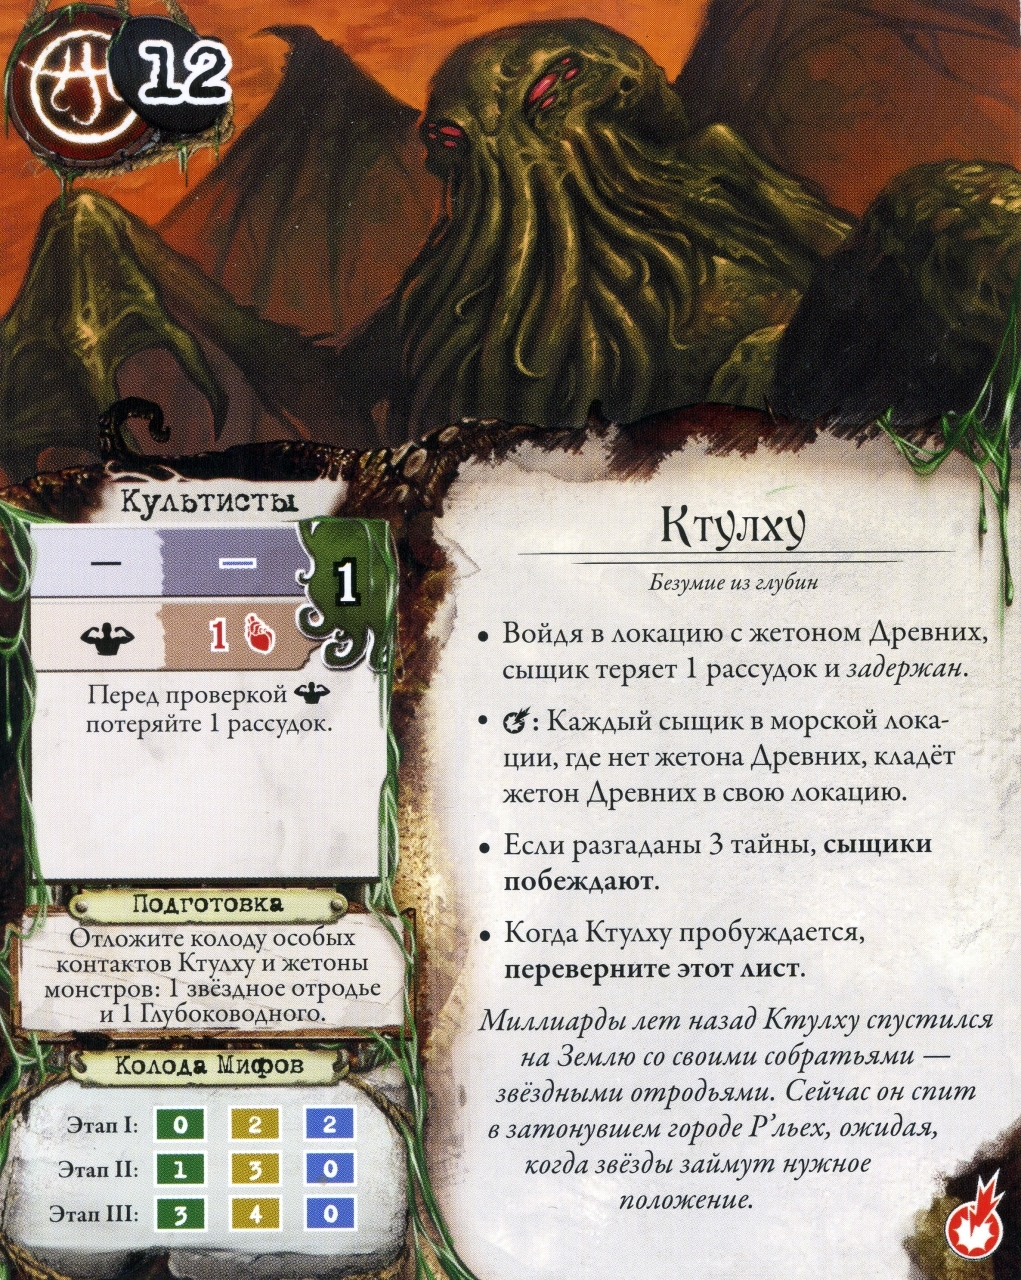 12
Культисты
— — 1
1
Перед проверкой
потеряйте 1 рассудок.
Подготовка
Отложите колоду особых
контактов Ктулху и жетоны
монстров: 1 звёздное отродье
и 1 Глубоководного.
Колода Мифов
Этап I: 0 2 2
Этап II: 1 3 0
Этап III: 3 4 0
Ктулху
Безумие из глубин
• Войдя в локацию с жетоном Древних,
сыщик теряет 1 рассудок и задержан.
• : Каждый сыщик в морской лока-
ции, где нет жетона Древних, кладёт
жетон Древних в свою локацию.
• Если разгаданы 3 тайны, сыщики
побеждают.
• Когда Ктулху пробуждается,
переверните этот лист.
Миллиарды лет назад Ктулху спустился
на Землю со своими собратьями —
звёздными отродьями. Сейчас он спит
в затонувшем городе Р’льех, ожидая,
когда звёзды займут нужное
положение.